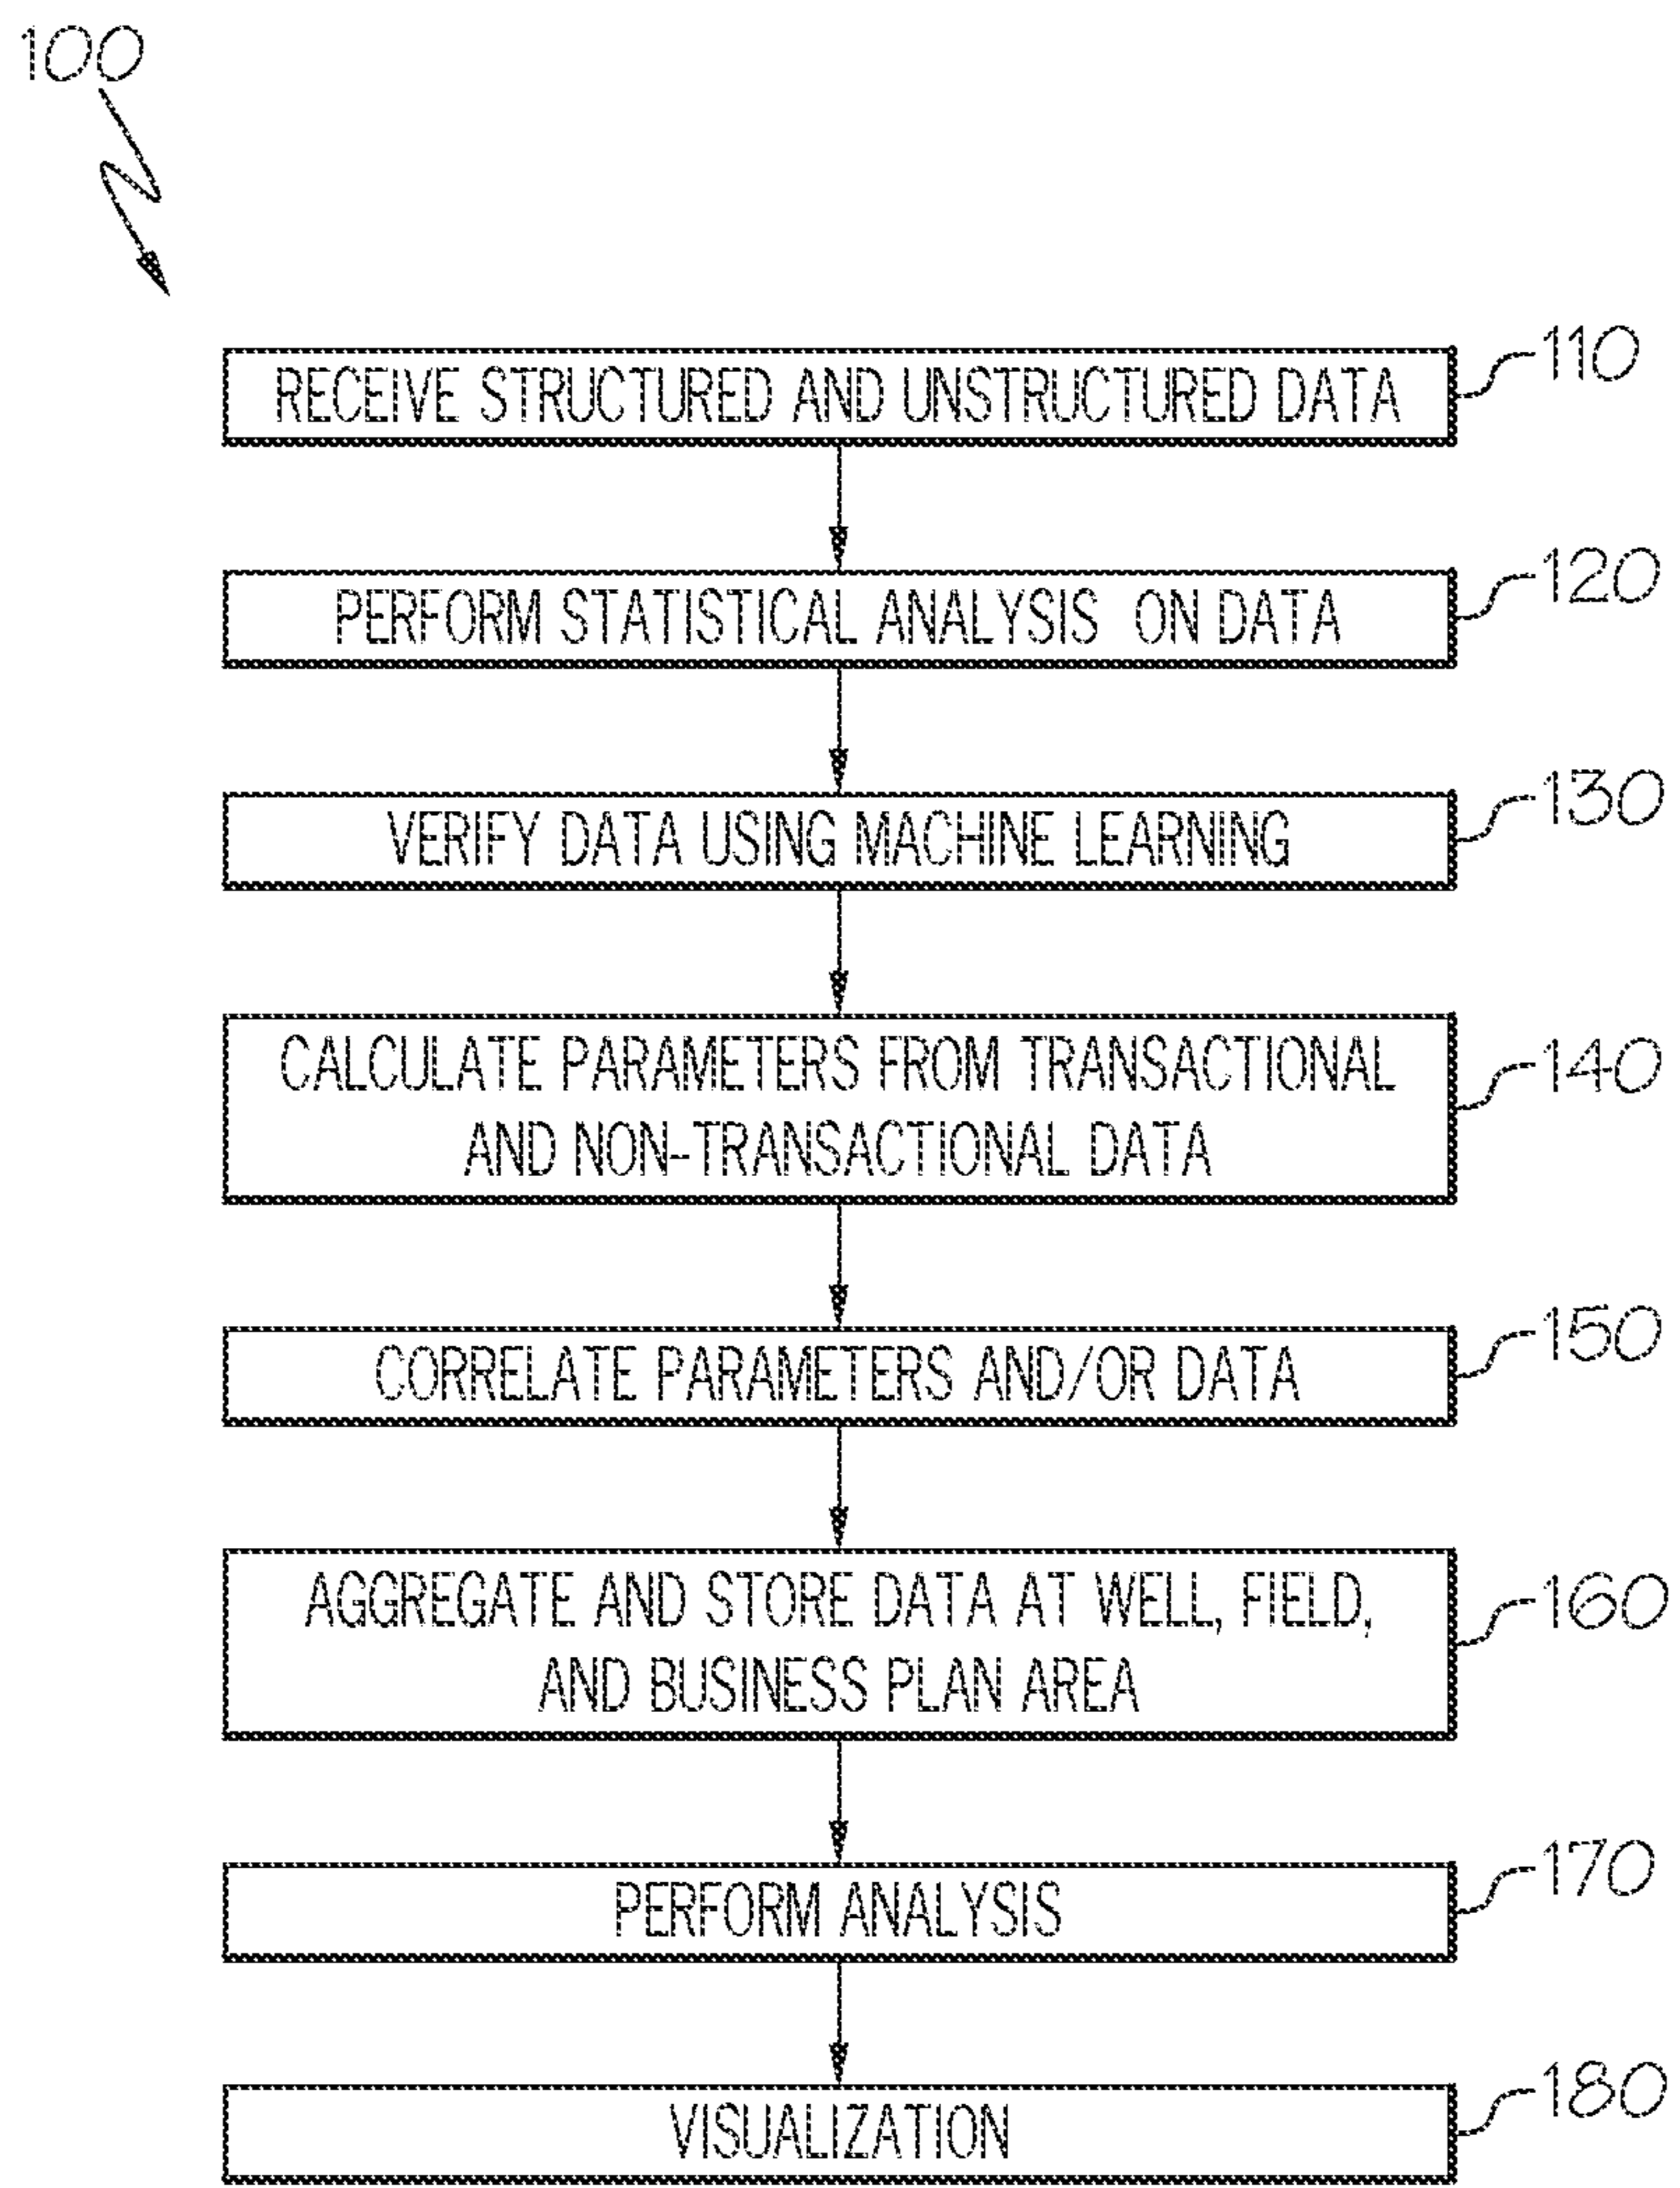 100
RECEIVE STRUCTURED AND UNSTRUCTURED DATA
110
PERFORM STATISTICAL ANALYSIS ON DATA
120
VERIFY DATA USING MACHINE LEARNING
130
CALCULATE PARAMETERS FROM TRANSACTIONAL
AND NON-TRANSACTIONAL DATA
140
CORRELATE PARAMETERS AND/OR DATA
150
AGGREGATE AND STORE DATA AT WELL, FIELD,
AND BUSINESS PLAN AREA
160
PERFORM ANALYSIS
170
VISUALIZATION
180